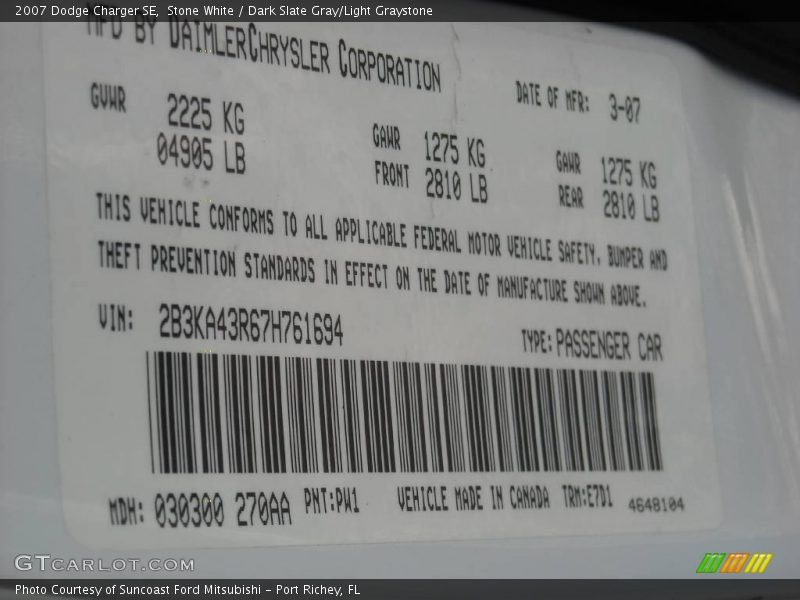 2007 Dodge Charger SE, Stone White / Dark Slate Gray/Light Graystone
MFD BY DAIMLERCHRYSLER CORPORATION
DATE OF MFR: 3-07
GVWR 2225 KG
04905 LB
GAWR 1275 KG
FRONT 2810 LB
GAWR 1275 KG
REAR 2810 LB
THIS VEHICLE CONFORMS TO ALL APPLICABLE FEDERAL MOTOR VEHICLE SAFETY, BUMPER AND
THEFT PREVENTION STANDARDS IN EFFECT ON THE DATE OF MANUFACTURE SHOWN ABOVE.
VIN: 2B3KA43R67H761694
TYPE: PASSENGER CAR
MDH: 030300 270AA PNT:PW1 VEHICLE MADE IN CANADA TRM:E7D1 4648104
GTCARLOT.COM
Photo Courtesy of Suncoast Ford Mitsubishi – Port Richey, FL